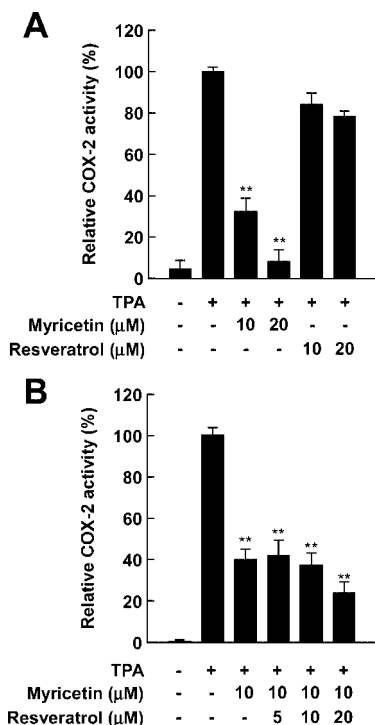 A
Relative COX-2 activity (%)
120
100
80
60
40
20
0
** **
TPA - + + + + +
Myricetin (μM) - - 10 20 - -
Resveratrol (μM) - - - - 10 20
B
Relative COX-2 activity (%)
120
100
80
60
40
20
0
** ** ** **
TPA - + + + + +
Myricetin (μM) - - 10 10 10 10
Resveratrol (μM) - - - 5 10 20